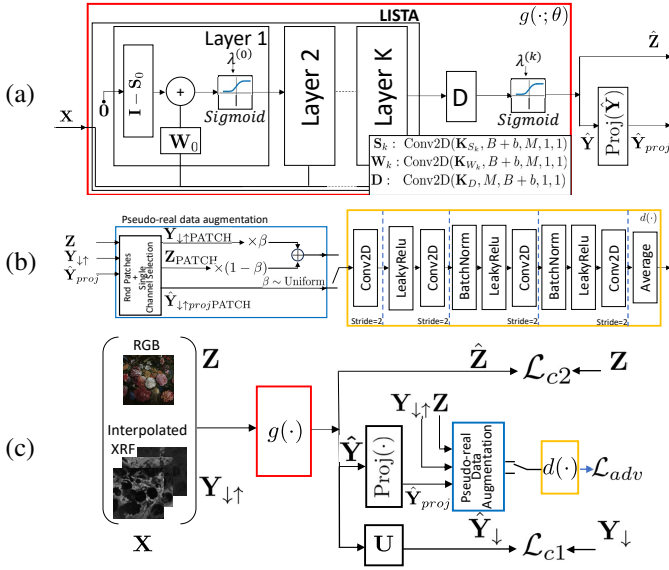 LISTA
g(·; θ)
Layer 1
λ^(0)
Layer 2
Layer K
λ^(k)
Ẑ
(a)
X
0
I − S_0
+
Sigmoid
W_0
D
Sigmoid
Ŷ
Proj(Ŷ)
Ŷ_proj
S_k : Conv2D(K_{S_k}, B + b, M, 1, 1)
W_k : Conv2D(K_{W_k}, B + b, M, 1, 1)
D : Conv2D(K_D, M, B + b, 1, 1)
Pseudo-real data augmentation
d(·)
(b)
Z
Y_↓↑
Ŷ_proj
Rnd Patches
+
Single
Channel Selection
Y_↓↑PATCH
×β
Z_PATCH
×(1 − β)
⊕
β ∼ Uniform
Ŷ_↓↑projPATCH
Conv2D
LeakyRelu
Conv2D
BatchNorm
LeakyRelu
Conv2D
BatchNorm
LeakyRelu
Conv2D
Average
Stride=2
Stride=2
Stride=2
Stride=2
(c)
RGB
Z
Interpolated
XRF
Y_↓↑
X
g(·)
Ẑ
L_c2
Z
Ŷ
Proj(·)
Ŷ_proj
Y_↓↑
Z
Pseudo-real
Data
Augmentation
d(·)
L_adv
U
Ŷ_↓
L_c1
Y_↓